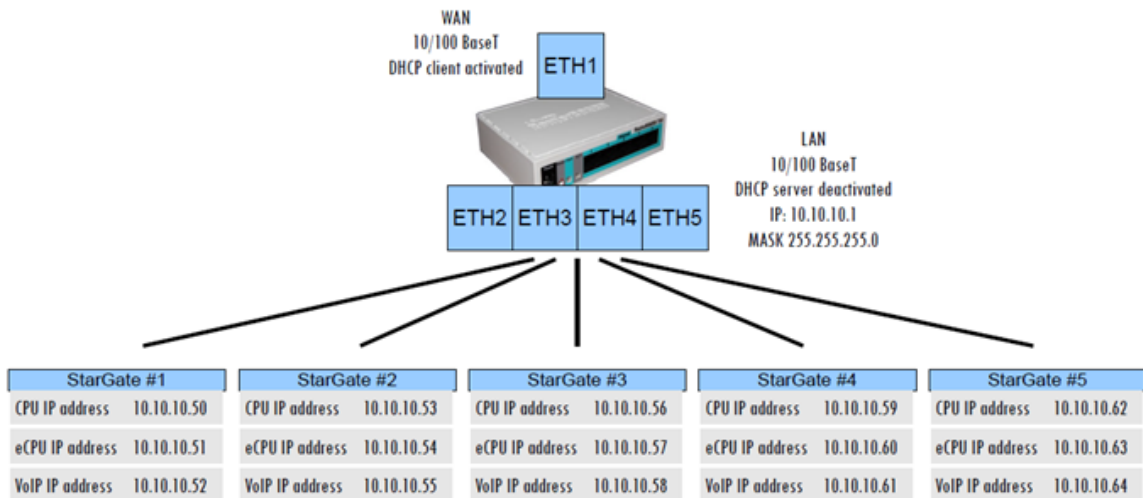 WAN
10/100 BaseT
DHCP client activated
ETH1
LAN
10/100 BaseT
DHCP server deactivated
IP: 10.10.10.1
MASK 255.255.255.0
ETH2 ETH3 ETH4 ETH5
StarGate #1 StarGate #2 StarGate #3 StarGate #4 StarGate #5
CPU IP address 10.10.10.50 CPU IP address 10.10.10.53 CPU IP address 10.10.10.56 CPU IP address 10.10.10.59 CPU IP address 10.10.10.62
eCPU IP address 10.10.10.51 eCPU IP address 10.10.10.54 eCPU IP address 10.10.10.57 eCPU IP address 10.10.10.60 eCPU IP address 10.10.10.63
VoIP IP address 10.10.10.52 VoIP IP address 10.10.10.55 VoIP IP address 10.10.10.58 VoIP IP address 10.10.10.61 VoIP IP address 10.10.10.64